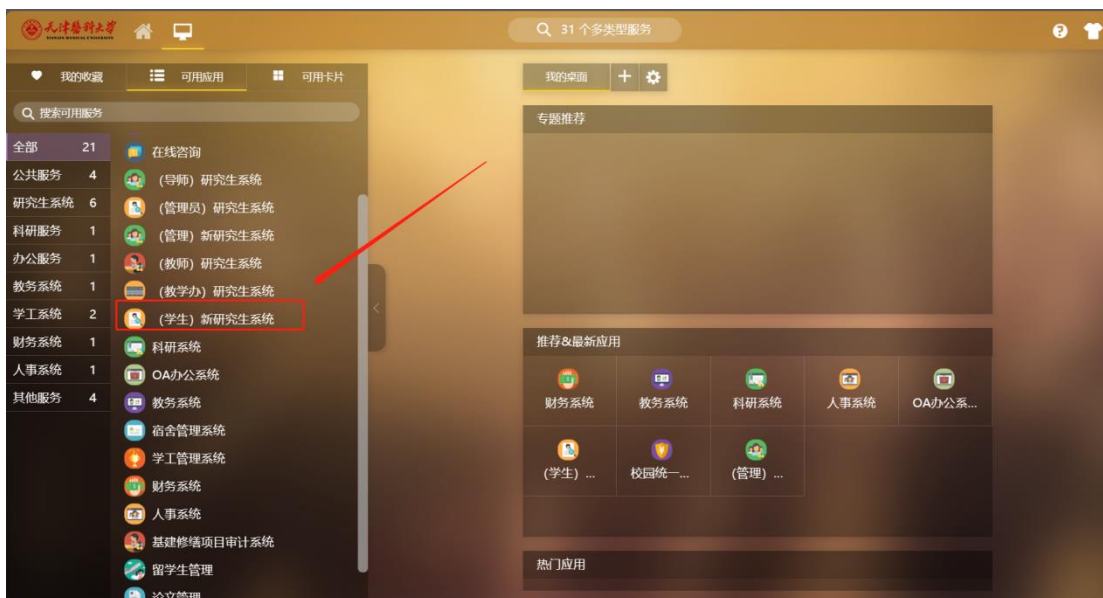 天津医科大学
TIANJIN MEDICAL UNIVERSITY
31 个多类型服务
我的收藏
可用应用
可用卡片
搜索可用服务
全部 21
公共服务 4
研究生系统 6
科研服务 1
办公服务 1
教务系统 1
学工系统 2
财务系统 1
人事系统 1
其他服务 4
在线咨询
(导师) 研究生系统
(管理员) 研究生系统
(管理) 新研究生系统
(教师) 研究生系统
(教学办) 研究生系统
(学生) 新研究生系统
科研系统
OA办公系统
教务系统
宿舍管理系统
学工管理系统
财务系统
人事系统
基建修缮项目审计系统
留学生管理
论文管理
我的桌面
专题推荐
推荐&最新应用
财务系统
教务系统
科研系统
人事系统
OA办公系...
(学生) ...
校园统一...
(管理) ...
热门应用